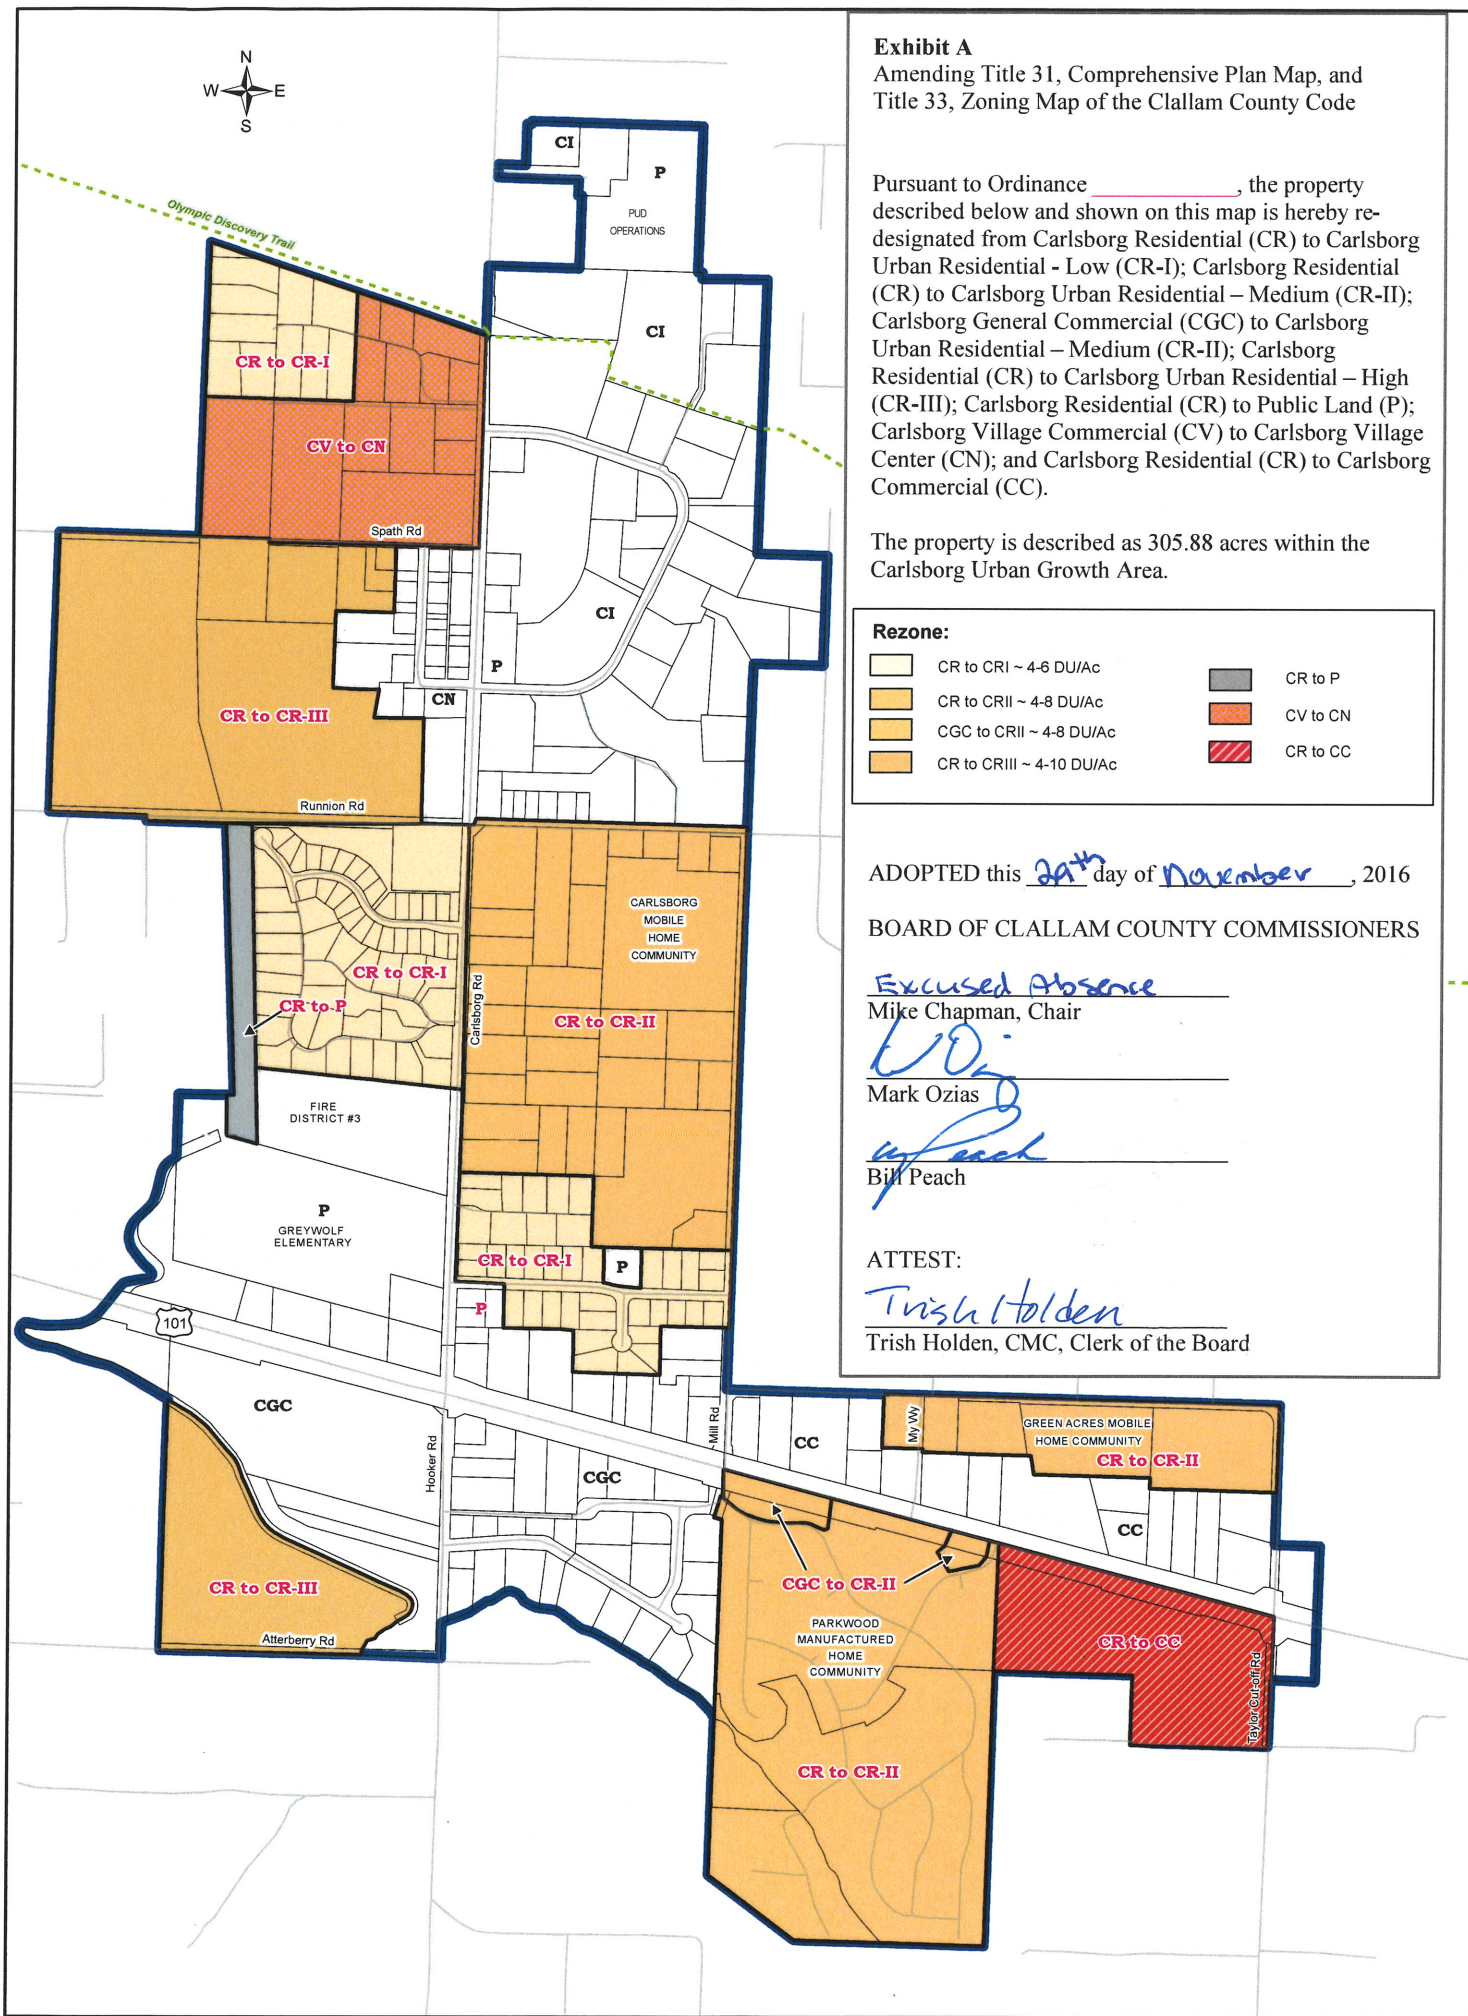 Exhibit A
Amending Title 31, Comprehensive Plan Map, and
Title 33, Zoning Map of the Clallam County Code
Pursuant to Ordinance ____________, the property
described below and shown on this map is hereby re-
designated from Carlsborg Residential (CR) to Carlsborg
Urban Residential - Low (CR-I); Carlsborg Residential
(CR) to Carlsborg Urban Residential – Medium (CR-II);
Carlsborg General Commercial (CGC) to Carlsborg
Urban Residential – Medium (CR-II); Carlsborg
Residential (CR) to Carlsborg Urban Residential – High
(CR-III); Carlsborg Residential (CR) to Public Land (P);
Carlsborg Village Commercial (CV) to Carlsborg Village
Center (CN); and Carlsborg Residential (CR) to Carlsborg
Commercial (CC).
The property is described as 305.88 acres within the
Carlsborg Urban Growth Area.
Rezone:
CR to CRI ~ 4-6 DU/Ac
CR to CRII ~ 4-8 DU/Ac
CGC to CRII ~ 4-8 DU/Ac
CR to CRIII ~ 4-10 DU/Ac
CR to P
CV to CN
CR to CC
ADOPTED this 29th day of November, 2016
BOARD OF CLALLAM COUNTY COMMISSIONERS
Excused Absence
Mike Chapman, Chair
Mark Ozias
Bill Peach
ATTEST:
Trish Holden
Trish Holden, CMC, Clerk of the Board
N
W E
S
CI
P
PUD
OPERATIONS
Olympic Discovery Trail
CI
CR to CR-I
CV to CN
Spath Rd
CI
P
CN
CR to CR-III
Runnion Rd
CARLSBORG
MOBILE
HOME
COMMUNITY
CR to CR-I
CR to P
Carlsborg Rd
CR to CR-II
FIRE
DISTRICT #3
P
GREYWOLF
ELEMENTARY
CR to CR-I
P
P
101
CGC
Hooker Rd
Mill Rd
CGC
CC
My Wy
GREEN ACRES MOBILE
HOME COMMUNITY
CR to CR-II
CC
CR to CR-III
Atterberry Rd
CGC to CR-II
PARKWOOD
MANUFACTURED
HOME
COMMUNITY
CR to CC
Taylor Cut-off Rd
CR to CR-II